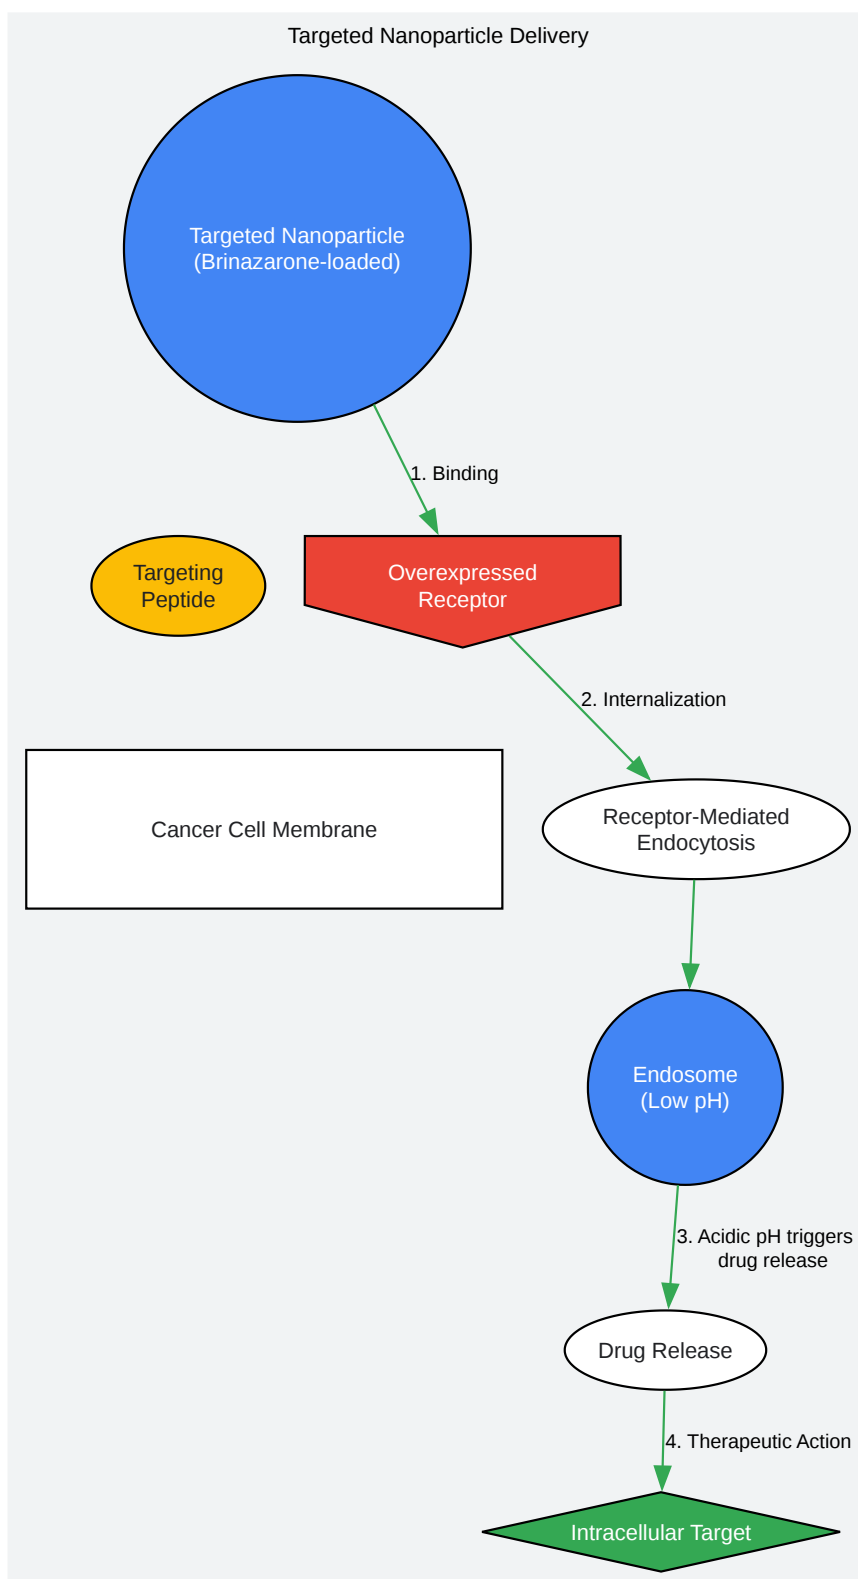 Targeted Nanoparticle Delivery
Targeted Nanoparticle
(Brinazarone-loaded)
1. Binding
Targeting
Peptide
Overexpressed
Receptor
2. Internalization
Cancer Cell Membrane
Receptor-Mediated
Endocytosis
Endosome
(Low pH)
3. Acidic pH triggers
drug release
Drug Release
4. Therapeutic Action
Intracellular Target